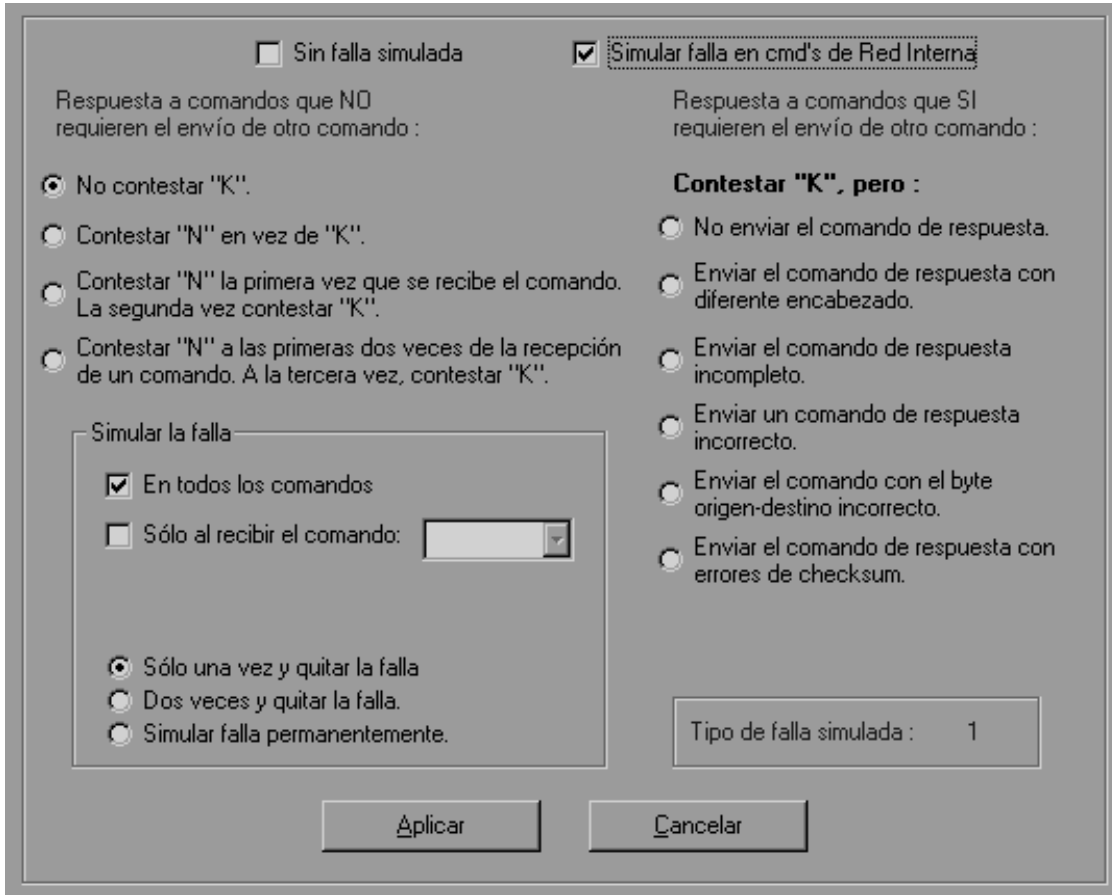 Sin falla simulada
Simular falla en cmd's de Red Interna
Respuesta a comandos que NO
requieren el envío de otro comando :
No contestar "K".
Contestar "N" en vez de "K".
Contestar "N" la primera vez que se recibe el comando.
La segunda vez contestar "K".
Contestar "N" a las primeras dos veces de la recepción
de un comando. A la tercera vez, contestar "K".
Simular la falla
En todos los comandos
Sólo al recibir el comando:
Sólo una vez y quitar la falla
Dos veces y quitar la falla.
Simular falla permanentemente.
Respuesta a comandos que SI
requieren el envío de otro comando :
Contestar "K", pero :
No enviar el comando de respuesta.
Enviar el comando de respuesta con
diferente encabezado.
Enviar el comando de respuesta
incompleto.
Enviar un comando de respuesta
incorrecto.
Enviar el comando con el byte
origen-destino incorrecto.
Enviar el comando de respuesta con
errores de checksum.
Tipo de falla simulada : 1
Aplicar
Cancelar